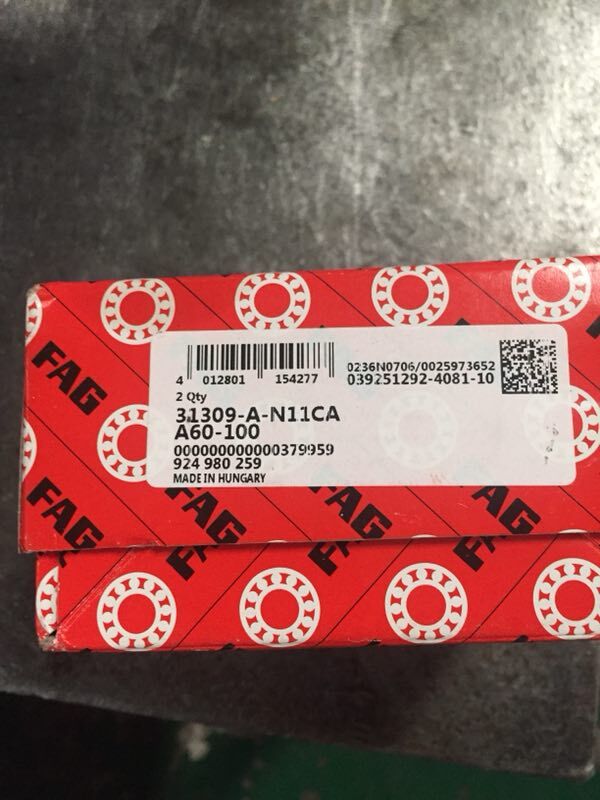 4 012801 154277
0236N0706/0025973652
039251292-4081-10
2 Qty
31309-A-N11CA
A60-100
000000000000379959
924 980 259
MADE IN HUNGARY
FAG
FAG
FAG
FAG
FAG